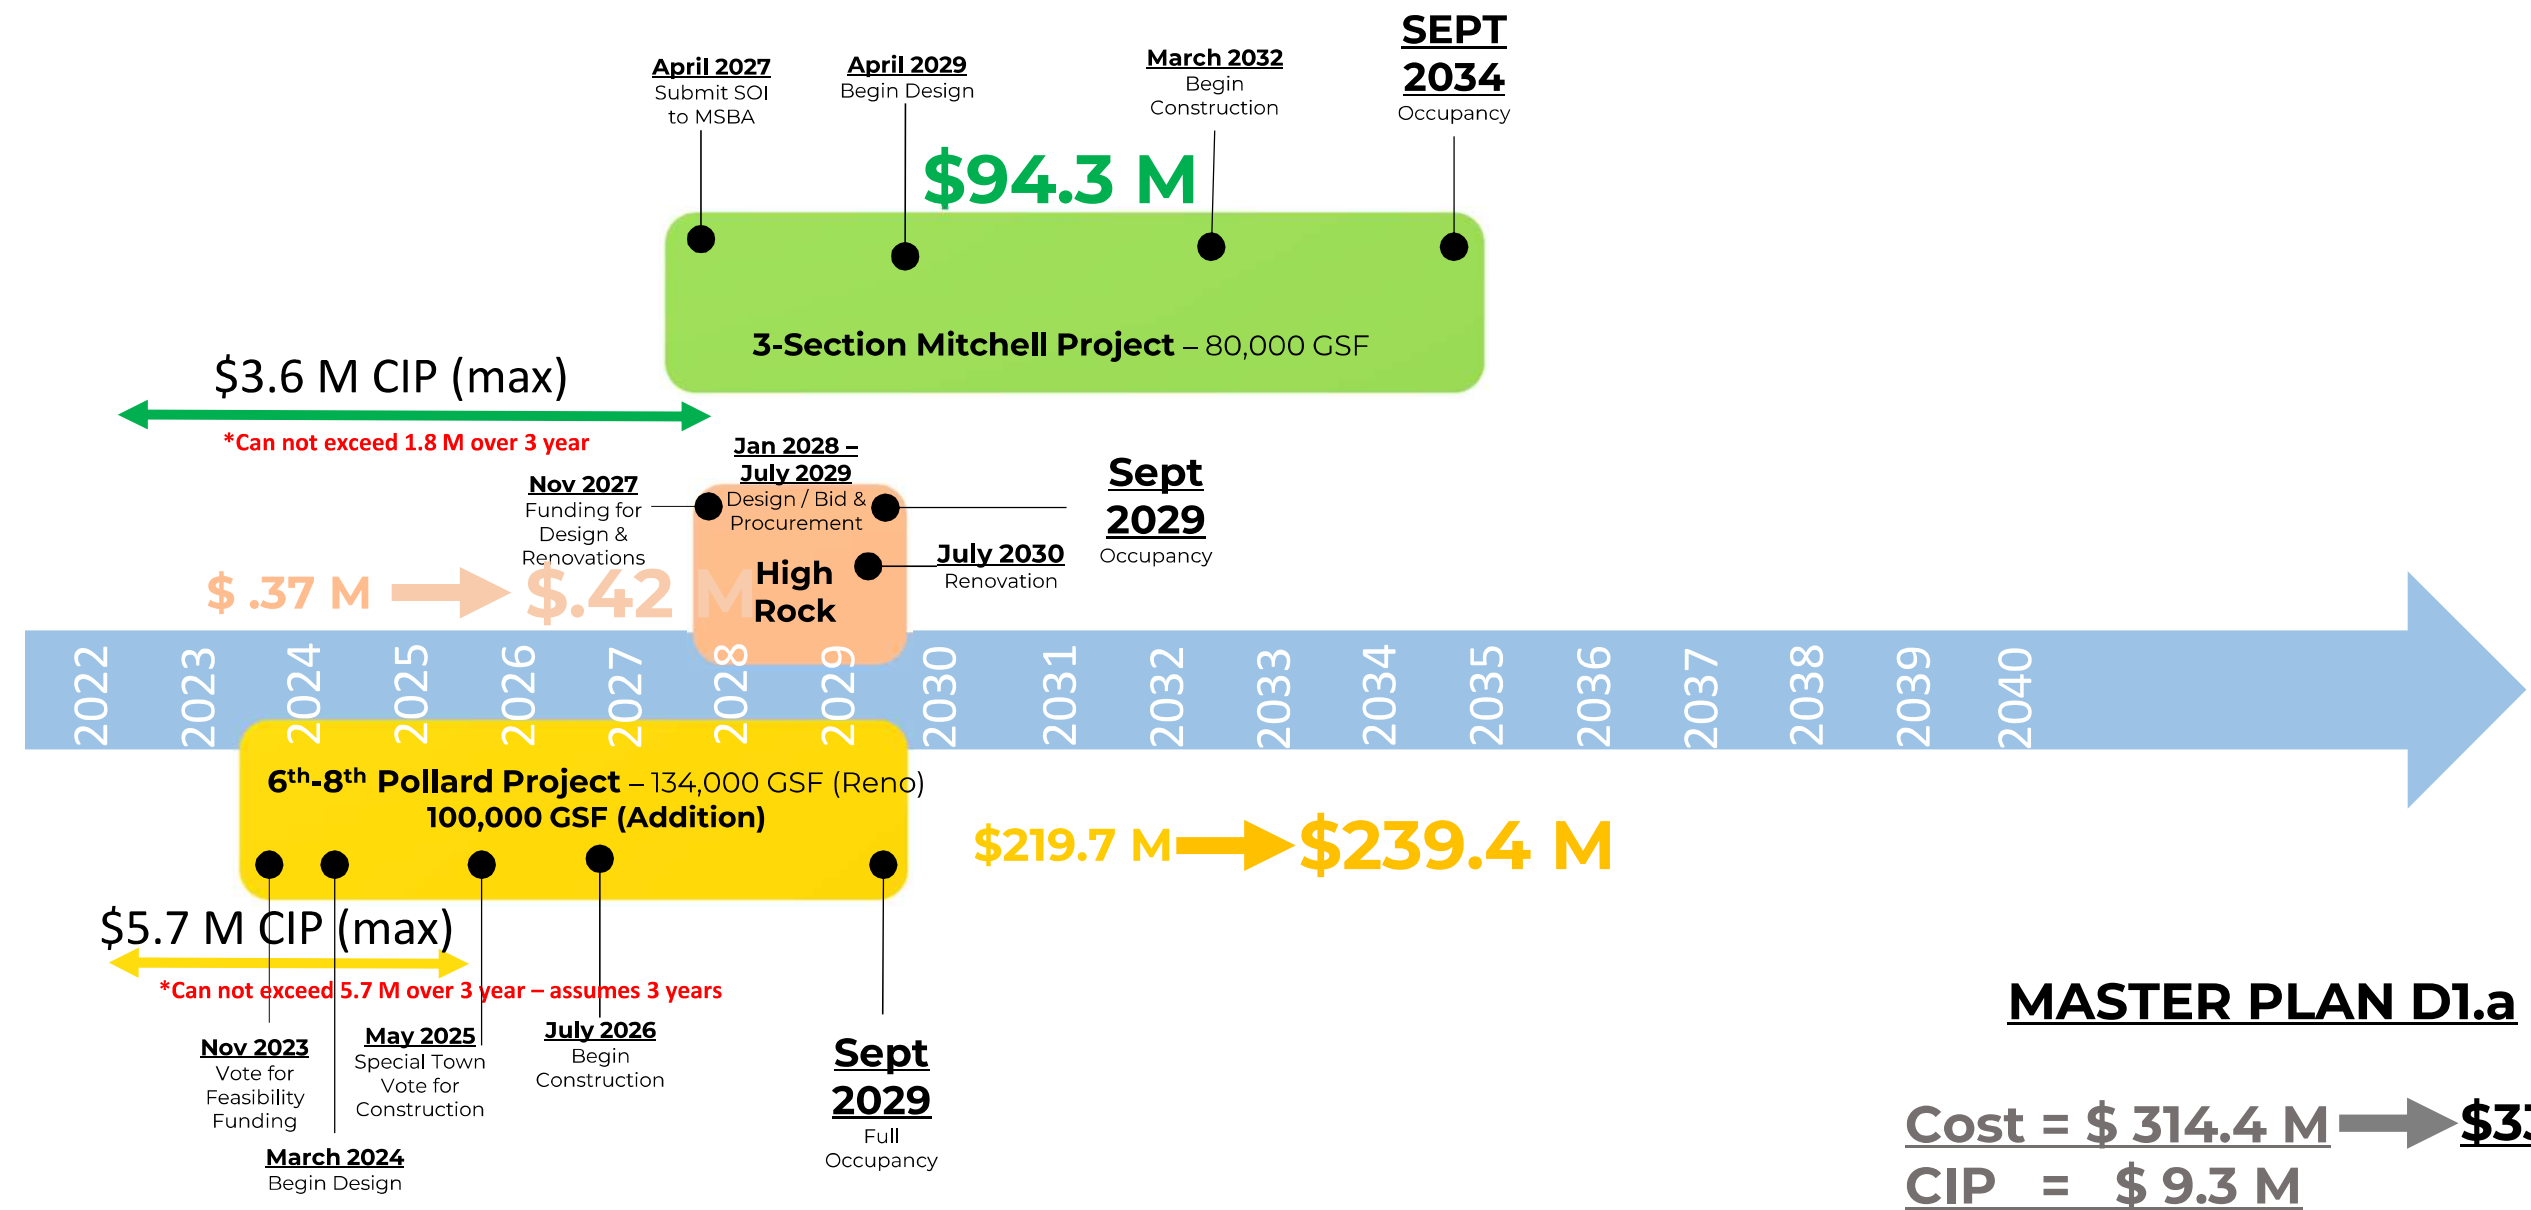 April 2027
Submit SOI
to MSBA
April 2029
Begin Design
March 2032
Begin
Construction
SEPT
2034
Occupancy
$94.3 M
3-Section Mitchell Project – 80,000 GSF
$3.6 M CIP (max)
*Can not exceed 1.8 M over 3 year
Nov 2027
Funding for
Design &
Renovations
Jan 2028 –
July 2029
Design / Bid &
Procurement
Sept
2029
Occupancy
July 2030
Renovation
High
Rock
$ .37 M
$.42 M
2022
2023
2024
2025
2026
2027
2028
2029
2030
2031
2032
2033
2034
2035
2036
2037
2038
2039
2040
6th-8th Pollard Project – 134,000 GSF (Reno)
100,000 GSF (Addition)
$219.7 M
$239.4 M
$5.7 M CIP (max)
*Can not exceed 5.7 M over 3 year – assumes 3 years
Nov 2023
Vote for
Feasibility
Funding
March 2024
Begin Design
May 2025
Special Town
Vote for
Construction
July 2026
Begin
Construction
Sept
2029
Full
Occupancy
MASTER PLAN D1.a
Cost = $ 314.4 M
CIP = $ 9.3 M